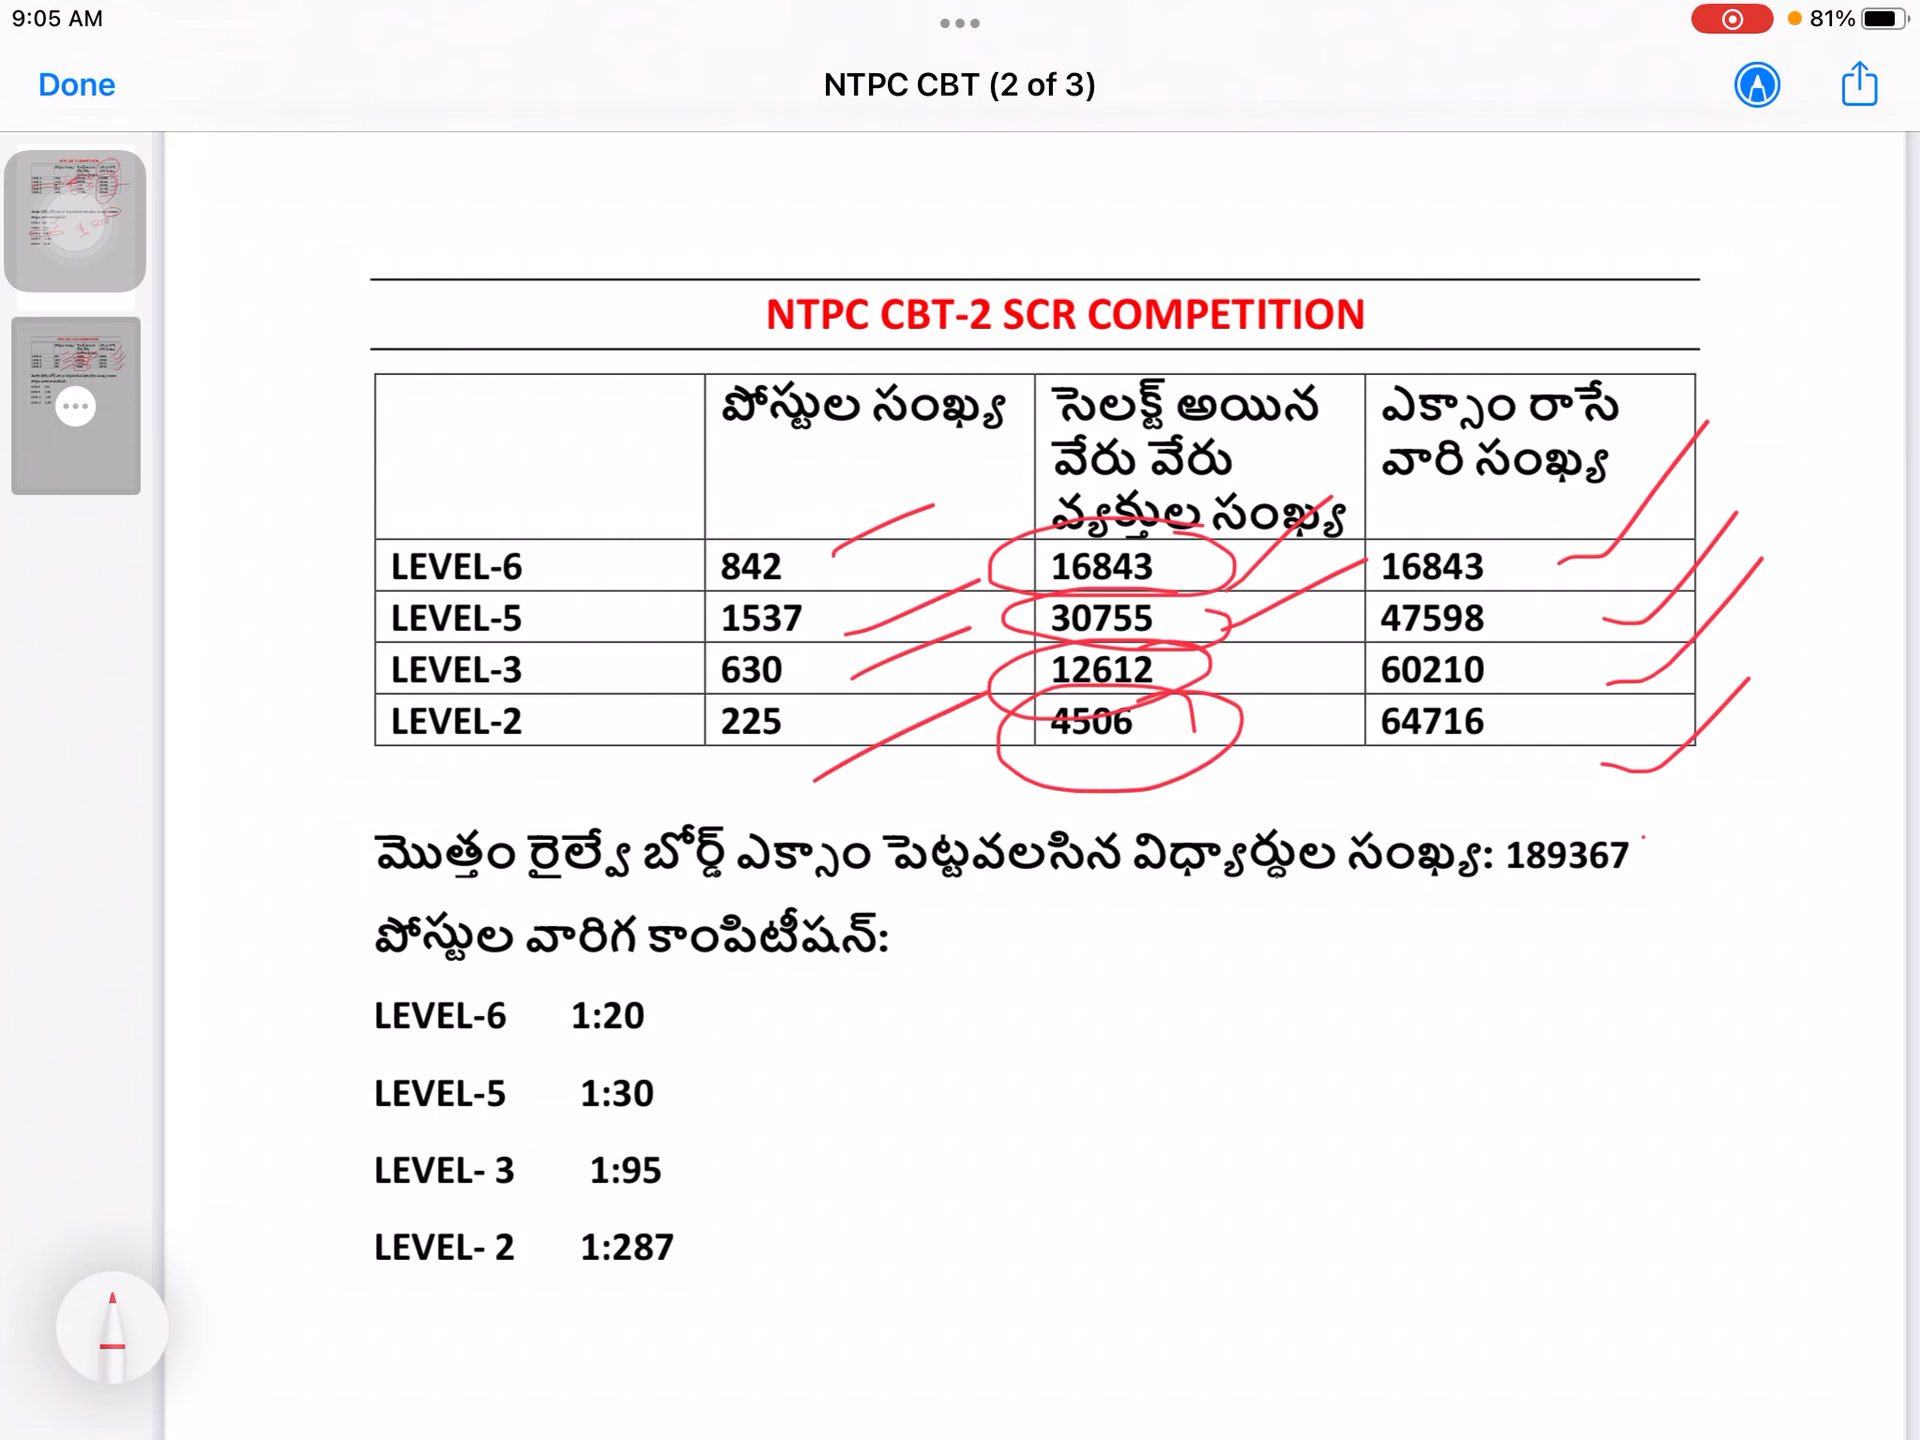 9:05 AM
81%
Done
NTPC CBT (2 of 3)
NTPC CBT-2 SCR COMPETITION
పోస్టుల సంఖ్య సెలక్ట్ అయిన ఎక్సాం రాసే
వేరు వేరు వారి సంఖ్య
వ్యక్తుల సంఖ్య
LEVEL-6 842 16843 16843
LEVEL-5 1537 30755 47598
LEVEL-3 630 12612 60210
LEVEL-2 225 4506 64716
మొత్తం రైల్వే బోర్డ్ ఎక్సాం పెట్టవలసిన విధ్యార్ధుల సంఖ్య: 189367
పోస్టుల వారిగ కాంపిటీషన్:
LEVEL-6 1:20
LEVEL-5 1:30
LEVEL- 3 1:95
LEVEL- 2 1:287